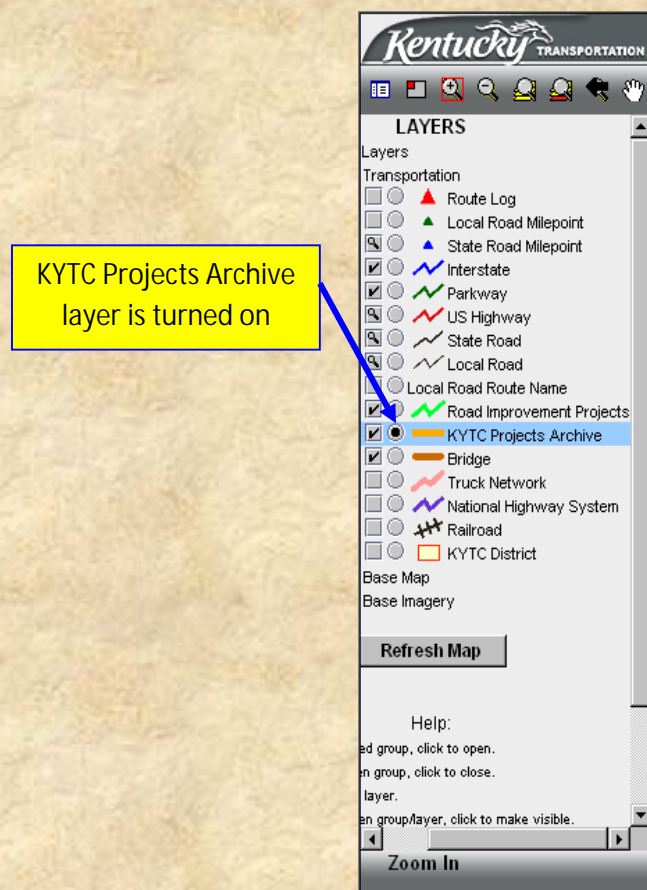 Kentucky TRANSPORTATION
LAYERS
Layers
Transportation
Route Log
Local Road Milepoint
State Road Milepoint
Interstate
Parkway
US Highway
State Road
Local Road
Local Road Route Name
Road Improvement Projects
KYTC Projects Archive
Bridge
Truck Network
National Highway System
Railroad
KYTC District
Base Map
Base Imagery
Refresh Map
Help:
ed group, click to open.
en group, click to close.
layer.
en group/layer, click to make visible.
Zoom In
KYTC Projects Archive
layer is turned on